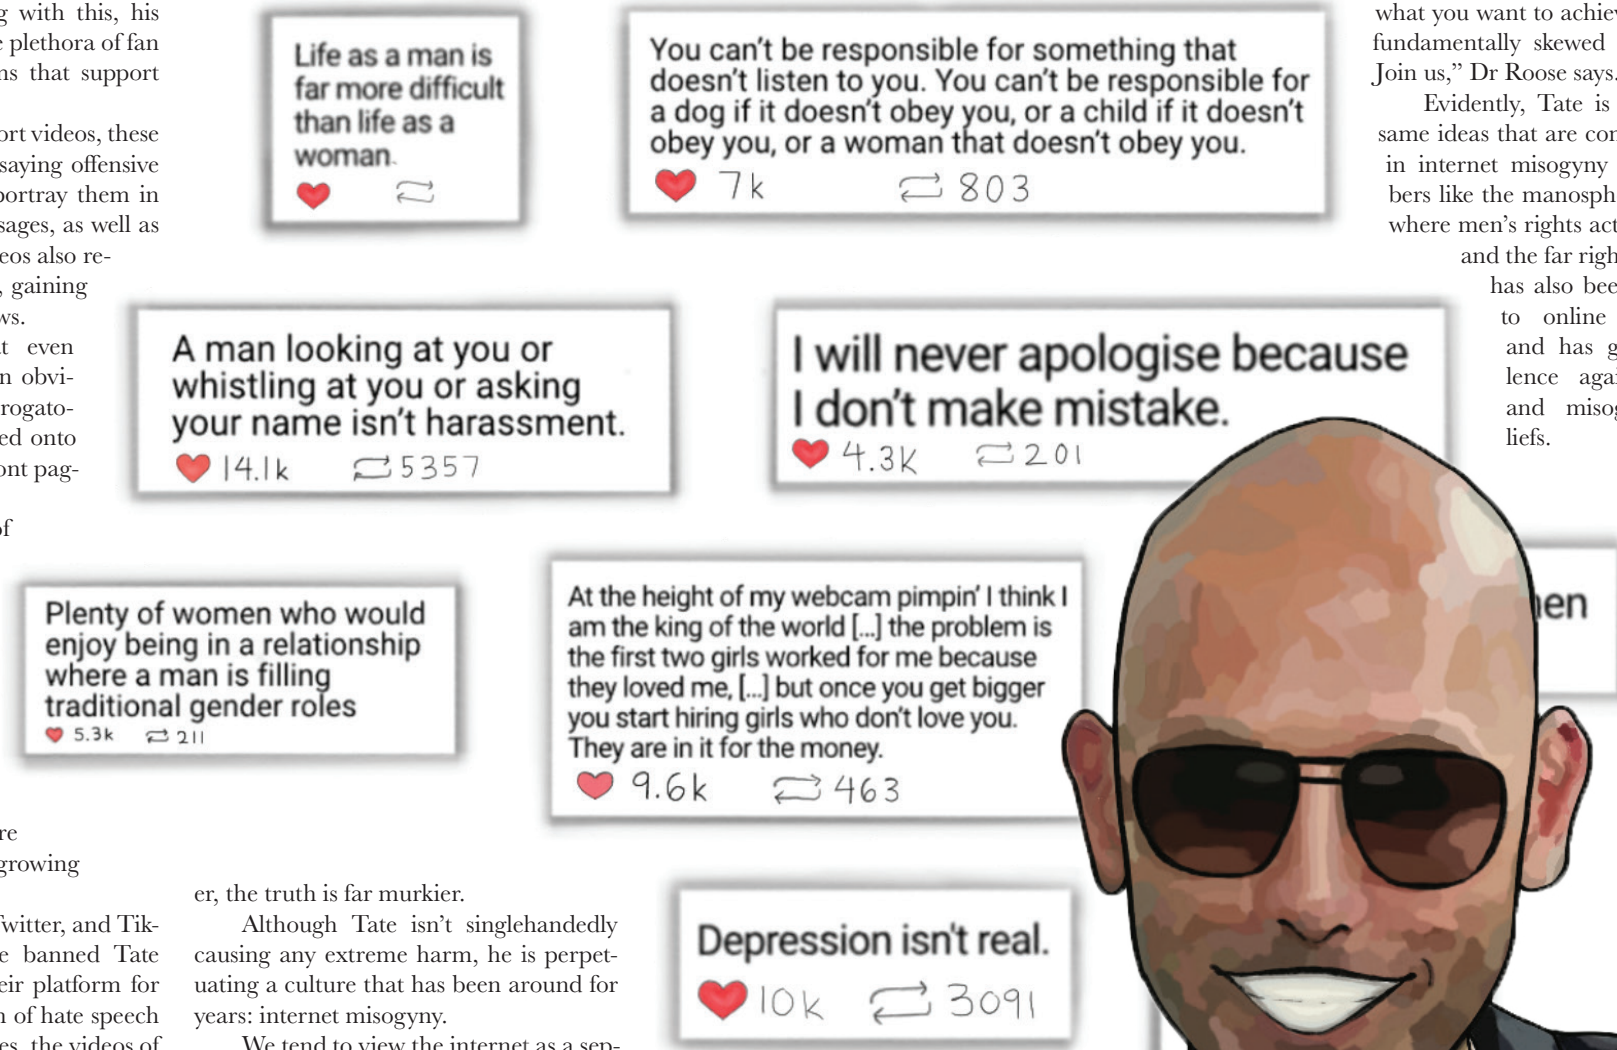 g with this, his
e plethora of fan
ns that support
ort videos, these
saying offensive
portray them in
sages, as well as
eos also re-
, gaining
ws.
t even
n obvi-
rogato-
ed onto
ont pag-
of
re
growing
Twitter, and Tik-
e banned Tate
eir platform for
n of hate speech
es, the videos of
Life as a man is
far more difficult
than life as a
woman.
You can't be responsible for something that
doesn't listen to you. You can't be responsible for
a dog if it doesn't obey you, or a child if it doesn't
obey you, or a woman that doesn't obey you.
7k 803
A man looking at you or
whistling at you or asking
your name isn't harassment.
14.1k 5357
I will never apologise because
I don't make mistake.
4.3K 201
Plenty of women who would
enjoy being in a relationship
where a man is filling
traditional gender roles
5.3k 211
At the height of my webcam pimpin' I think I
am the king of the world [...] the problem is
the first two girls worked for me because
they loved me, [...] but once you get bigger
you start hiring girls who don't love you.
They are in it for the money.
9.6k 463
en
Depression isn't real.
10k 3091
er, the truth is far murkier.
Although Tate isn't singlehandedly
causing any extreme harm, he is perpet-
uating a culture that has been around for
years: internet misogyny.
We tend to view the internet as a sep-
what you want to achiev
fundamentally skewed
Join us," Dr Roose says.
Evidently, Tate is
same ideas that are con
in internet misogyny
bers like the manosph
where men's rights act
and the far righ
has also bee
to online
and has g
lence agai
and misog
liefs.